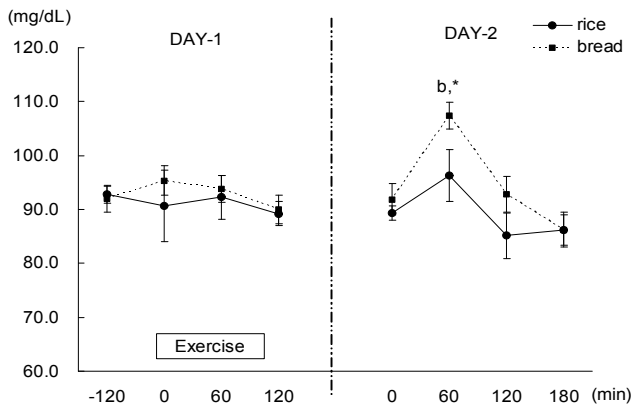 (mg/dL)
rice
bread
DAY-1
DAY-2
120.0
110.0
100.0
90.0
80.0
70.0
60.0
b,*
Exercise
-120 0 60 120 0 60 120 180 (min)